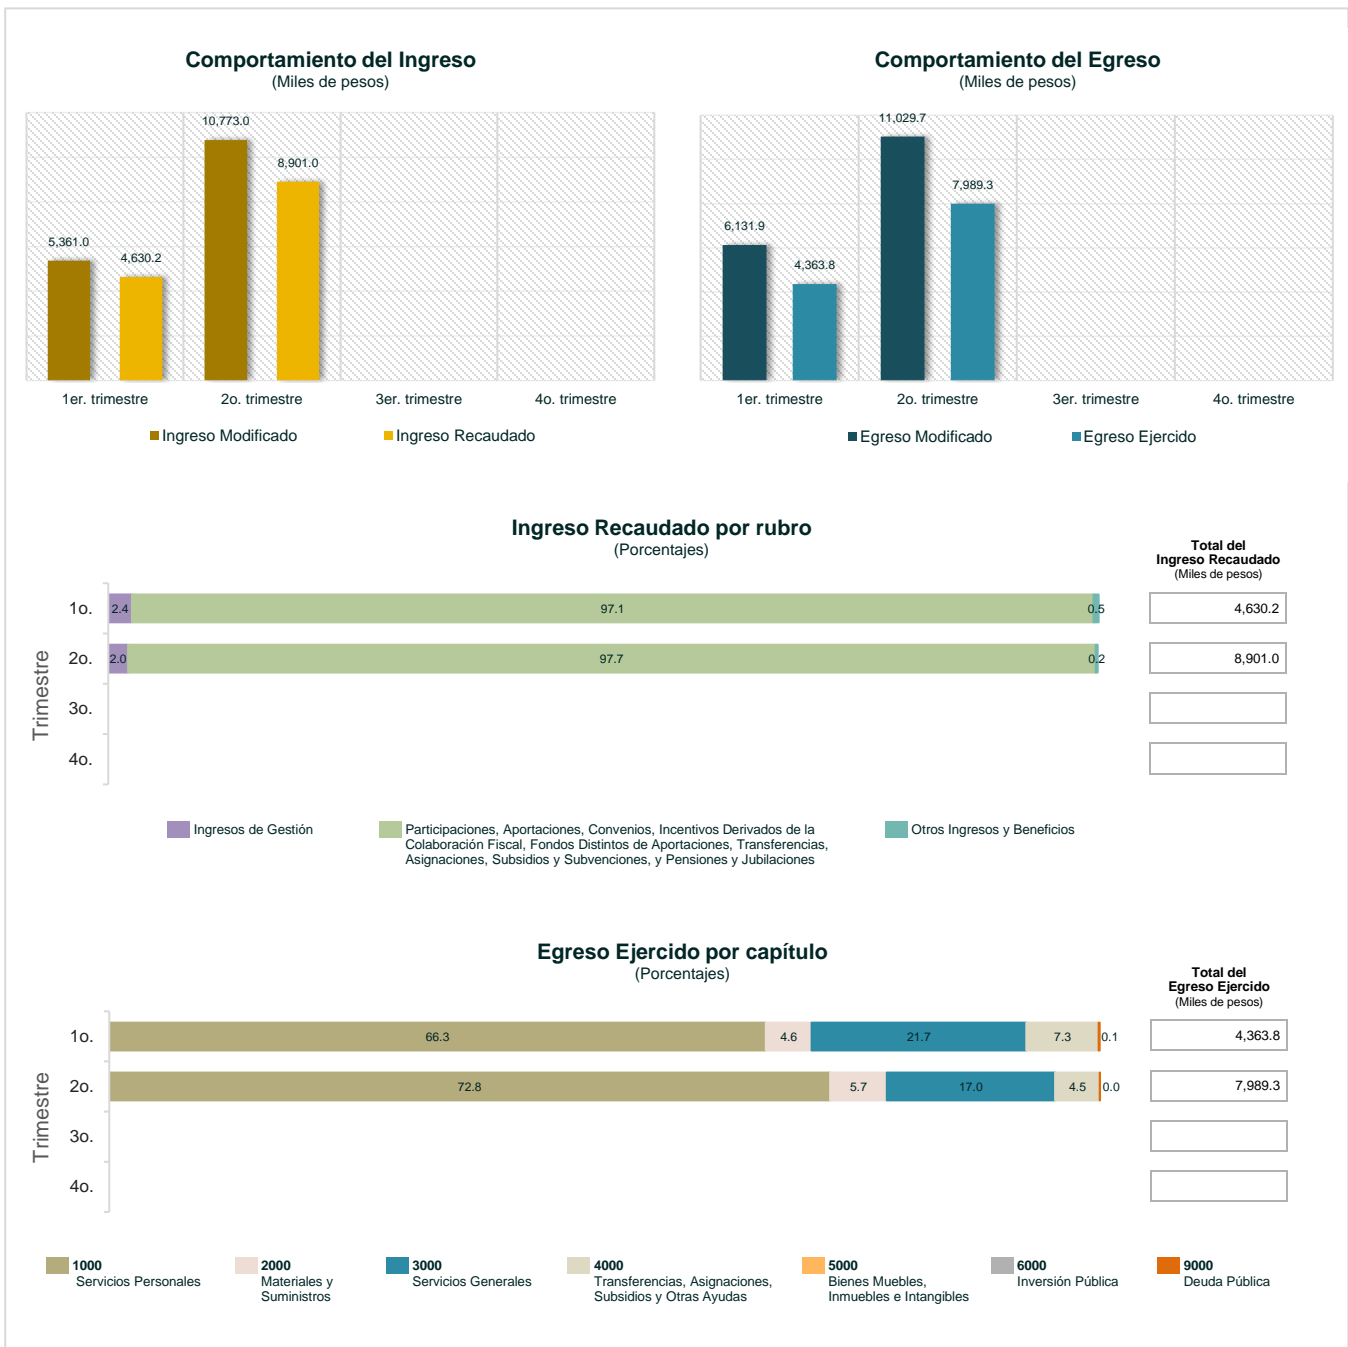 Comportamiento del Ingreso
(Miles de pesos)
10,773.0
8,901.0
5,361.0
4,630.2
1er. trimestre 2o. trimestre 3er. trimestre 4o. trimestre
Ingreso Modificado Ingreso Recaudado
Comportamiento del Egreso
(Miles de pesos)
11,029.7
7,989.3
6,131.9
4,363.8
1er. trimestre 2o. trimestre 3er. trimestre 4o. trimestre
Egreso Modificado Egreso Ejercido
Ingreso Recaudado por rubro
(Porcentajes)
Total del
Ingreso Recaudado
(Miles de pesos)
Trimestre
1o. 2.4 97.1 0.5 4,630.2
2o. 2.0 97.7 0.2 8,901.0
3o.
4o.
Ingresos de Gestión
Participaciones, Aportaciones, Convenios, Incentivos Derivados de la
Colaboración Fiscal, Fondos Distintos de Aportaciones, Transferencias,
Asignaciones, Subsidios y Subvenciones, y Pensiones y Jubilaciones
Otros Ingresos y Beneficios
Egreso Ejercido por capítulo
(Porcentajes)
Total del
Egreso Ejercido
(Miles de pesos)
Trimestre
1o. 66.3 4.6 21.7 7.3 0.1 4,363.8
2o. 72.8 5.7 17.0 4.5 0.0 7,989.3
3o.
4o.
1000
Servicios Personales
2000
Materiales y
Suministros
3000
Servicios Generales
4000
Transferencias, Asignaciones,
Subsidios y Otras Ayudas
5000
Bienes Muebles,
Inmuebles e Intangibles
6000
Inversión Pública
9000
Deuda Pública